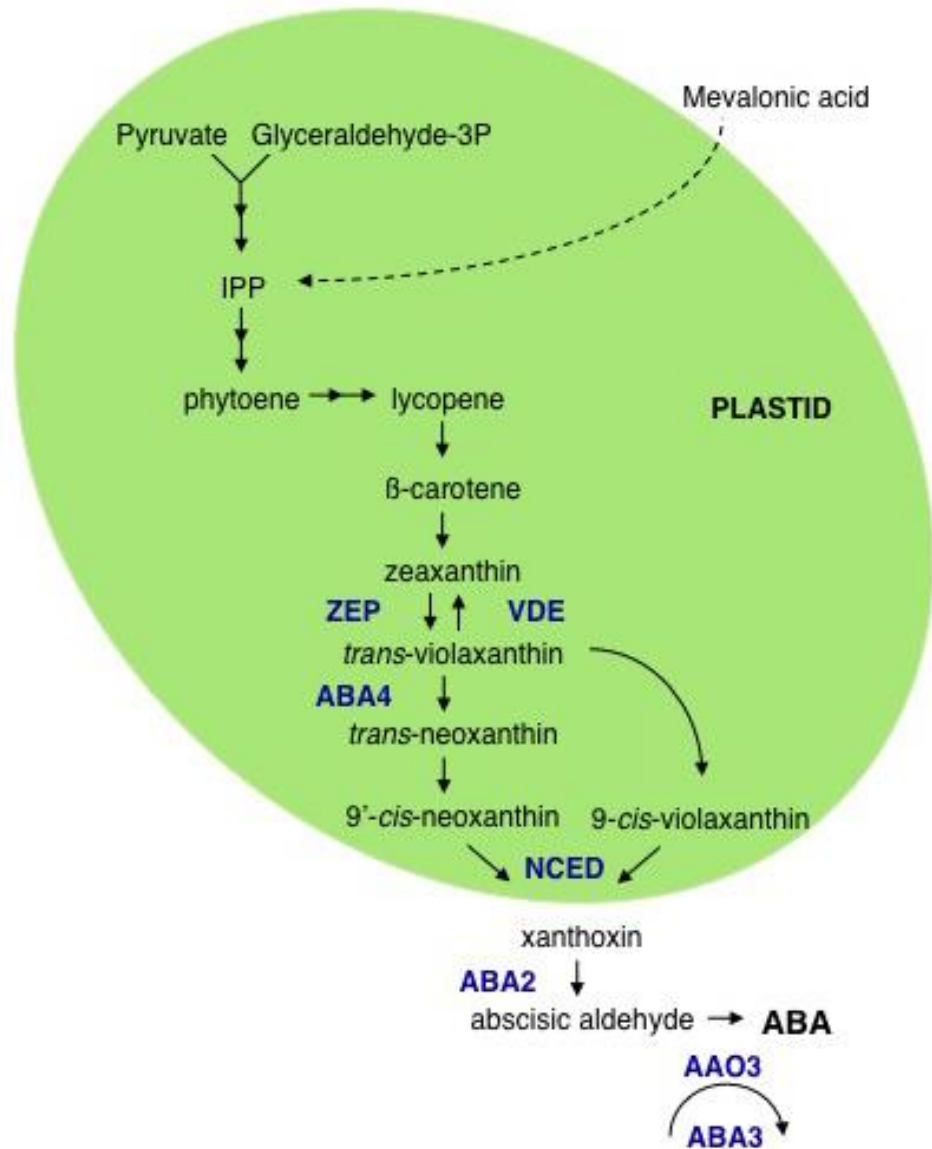 Mevalonic acid
Pyruvate Glyceraldehyde-3P
IPP
phytoene lycopene
PLASTID
ß-carotene
zeaxanthin
ZEP VDE
trans-violaxanthin
ABA4
trans-neoxanthin
9'-cis-neoxanthin 9-cis-violaxanthin
NCED
xanthoxin
ABA2
abscisic aldehyde ABA
AAO3
ABA3